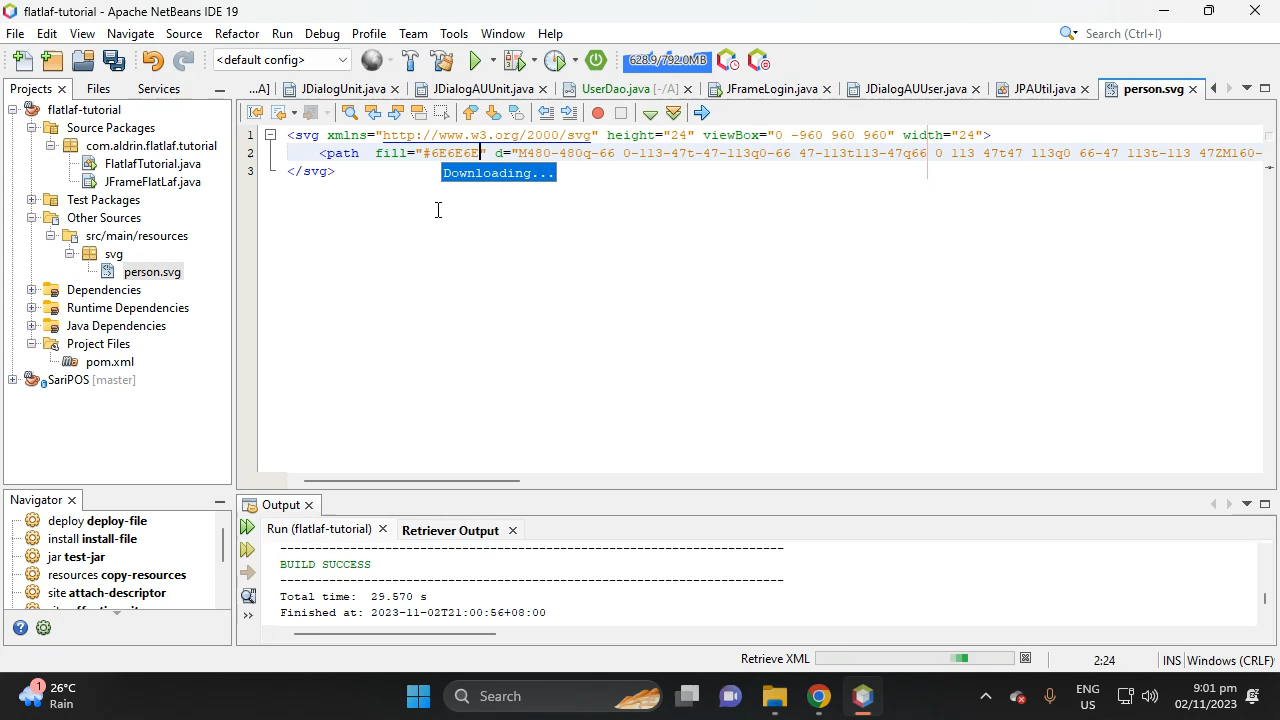 flatlaf-tutorial - Apache NetBeans IDE 19
File Edit View Navigate Source Refactor Run Debug Profile Team Tools Window Help
Search (Ctrl+I)
<default config>
628.9/792.0MB
Projects Files Services
...A] JDialogUnit.java JDialogAUUnit.java UserDao.java [-/A] JFrameLogin.java JDialogAUUser.java JPAUtil.java person.svg
flatlaf-tutorial
Source Packages
com.aldrin.flatlaf.tutorial
FlatlafTutorial.java
JFrameFlatLaf.java
Test Packages
Other Sources
src/main/resources
svg
person.svg
Dependencies
Runtime Dependencies
Java Dependencies
Project Files
pom.xml
SariPOS [master]
1 <svg xmlns="http://www.w3.org/2000/svg" height="24" viewBox="0 -960 960 960" width="24">
2 <path fill="#6E6E6E" d="M480-480q-66 0-113-47t-47-113q0-66 47-113t113-47q66 0 113 47t47 113q0 66-47 113t-113 47ZM160-
3 </svg>
Downloading...
Navigator
deploy deploy-file
install install-file
jar test-jar
resources copy-resources
site attach-descriptor
Output
Run (flatlaf-tutorial) Retriever Output
------------------------------------------------------------------------
BUILD SUCCESS
------------------------------------------------------------------------
Total time: 29.570 s
Finished at: 2023-11-02T21:00:56+08:00
Retrieve XML
2:24
INS
Windows (CRLF)
1
26°C
Rain
Search
ENG
US
9:01 pm
02/11/2023